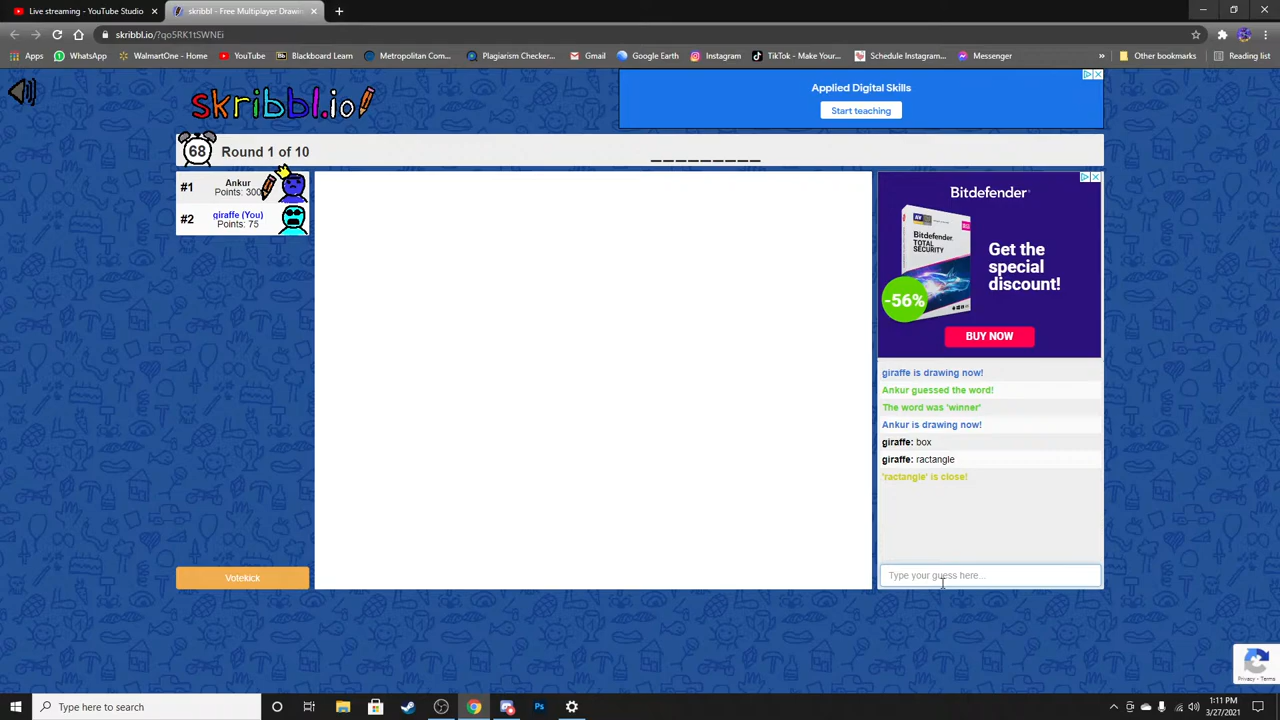 Live streaming - YouTube Studio
skribbl - Free Multiplayer Drawin
skribbl.io/?qo5RK1tSWNEi
Apps
WhatsApp
WalmartOne - Home
YouTube
Blackboard Learn
Metropolitan Com...
Plagiarism Checker...
Gmail
Google Earth
Instagram
TikTok - Make Your...
Schedule Instagram...
Messenger
»
Other bookmarks
Reading list
skribbl.io
Applied Digital Skills
Start teaching
68
Round 1 of 10
_________
#1
Ankur
Points: 300
#2
giraffe (You)
Points: 75
Bitdefender
Bitdefender
TOTAL
SECURITY
Get the
special
discount!
-56%
BUY NOW
giraffe is drawing now!
Ankur guessed the word!
The word was 'winner'
Ankur is drawing now!
giraffe: box
giraffe: ractangle
'ractangle' is close!
Votekick
Type your guess here...
Privacy - Terms
Type here to search
Ps
1:11 PM
3/27/2021